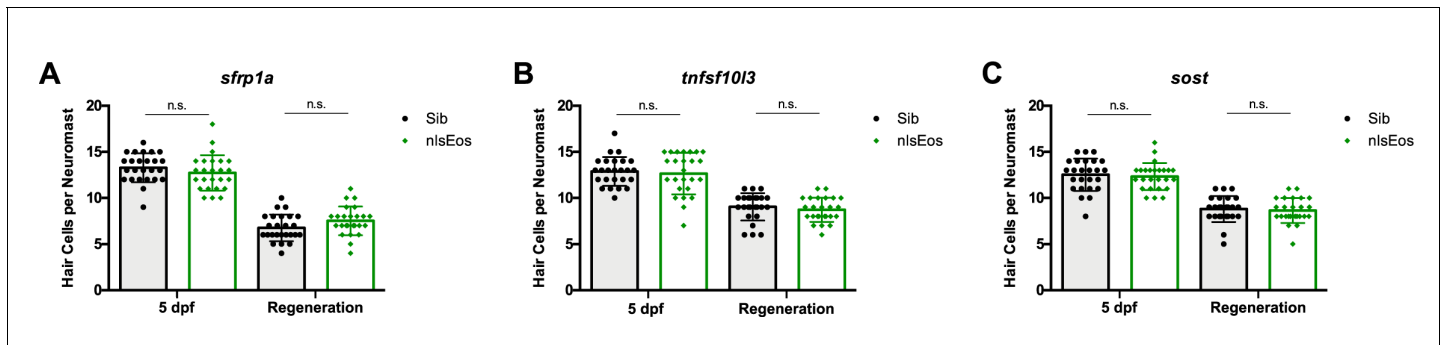 A
sfrp1a
Hair Cells per Neuromast
20
15
10
5
0
n.s.
n.s.
5 dpf
Regeneration
Sib
nlsEos
B
tnfsf10l3
Hair Cells per Neuromast
20
15
10
5
0
n.s.
n.s.
5 dpf
Regeneration
Sib
nlsEos
C
sost
Hair Cells per Neuromast
20
15
10
5
0
n.s.
n.s.
5 dpf
Regeneration
Sib
nlsEos